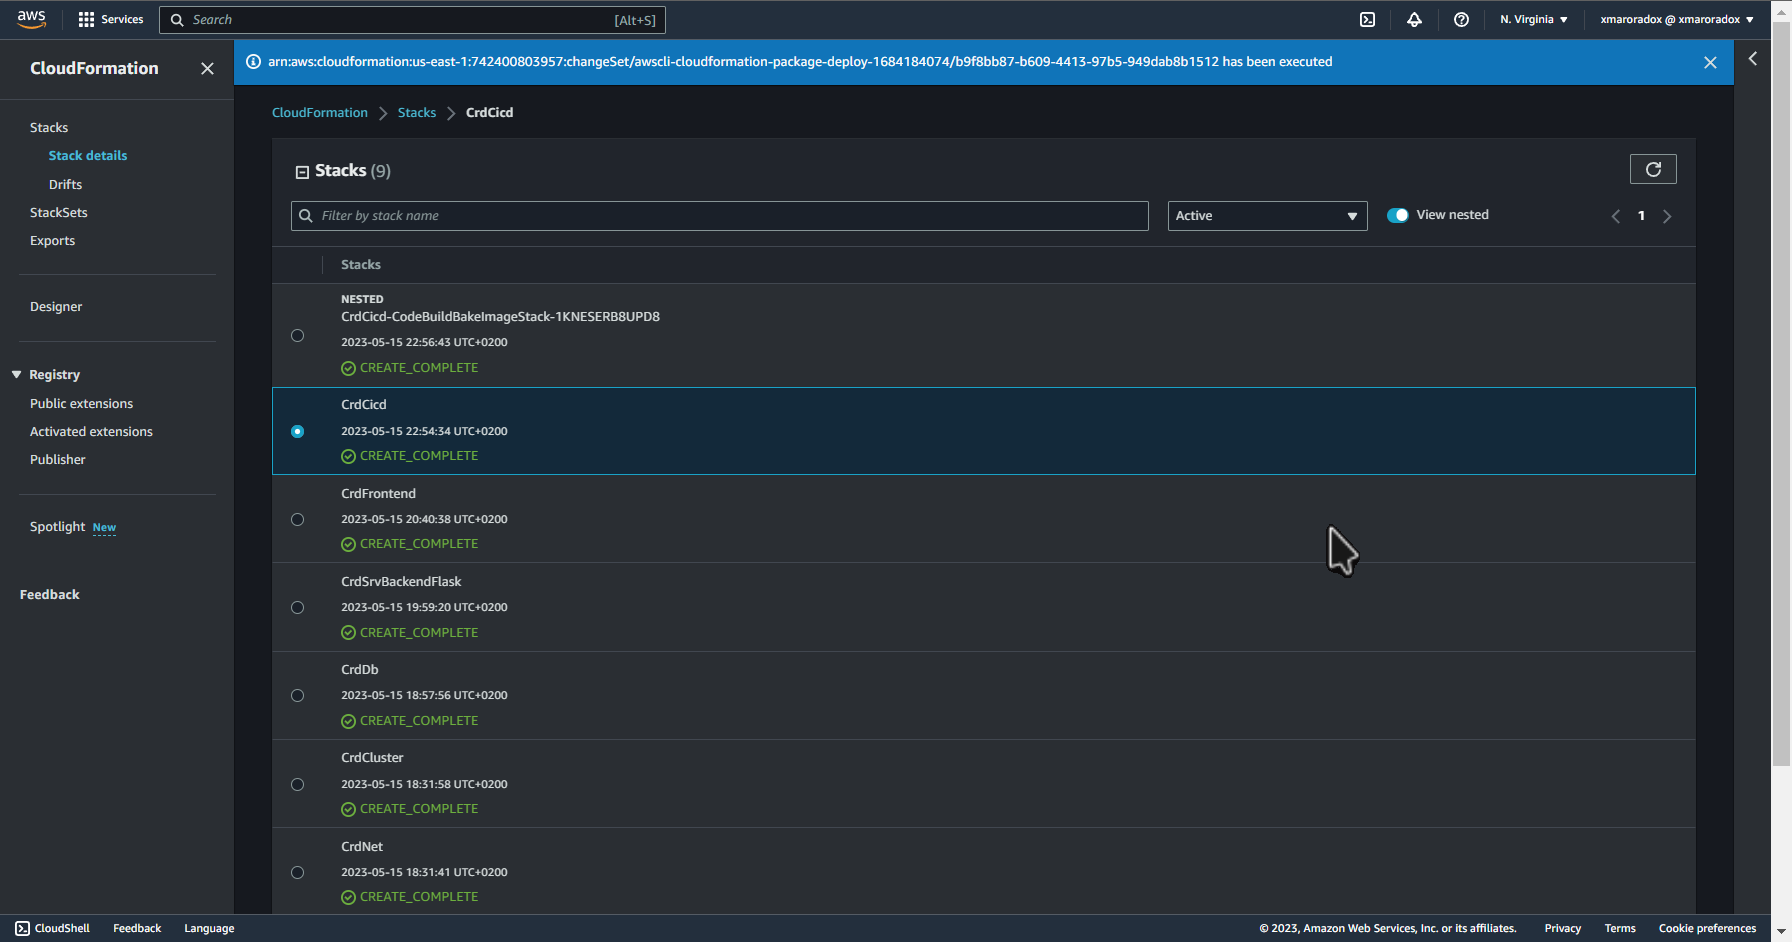 aws
Services
Search
[Alt+S]
N. Virginia
xmaroradox @ xmaroradox
CloudFormation
arn:aws:cloudformation:us-east-1:742400803957:changeSet/awscli-cloudformation-package-deploy-1684184074/b9f8bb87-b609-4413-97b5-949dab8b1512 has been executed
Stacks
Stack details
Drifts
StackSets
Exports
Designer
Registry
Public extensions
Activated extensions
Publisher
Spotlight New
Feedback
CloudFormation
Stacks
CrdCicd
Stacks (9)
Filter by stack name
Active
View nested
1
Stacks
NESTED
CrdCicd-CodeBuildBakeImageStack-1KNESERB8UPD8
2023-05-15 22:56:43 UTC+0200
CREATE_COMPLETE
CrdCicd
2023-05-15 22:54:34 UTC+0200
CREATE_COMPLETE
CrdFrontend
2023-05-15 20:40:38 UTC+0200
CREATE_COMPLETE
CrdSrvBackendFlask
2023-05-15 19:59:20 UTC+0200
CREATE_COMPLETE
CrdDb
2023-05-15 18:57:56 UTC+0200
CREATE_COMPLETE
CrdCluster
2023-05-15 18:31:58 UTC+0200
CREATE_COMPLETE
CrdNet
2023-05-15 18:31:41 UTC+0200
CREATE_COMPLETE
CloudShell
Feedback
Language
© 2023, Amazon Web Services, Inc. or its affiliates.
Privacy
Terms
Cookie preferences